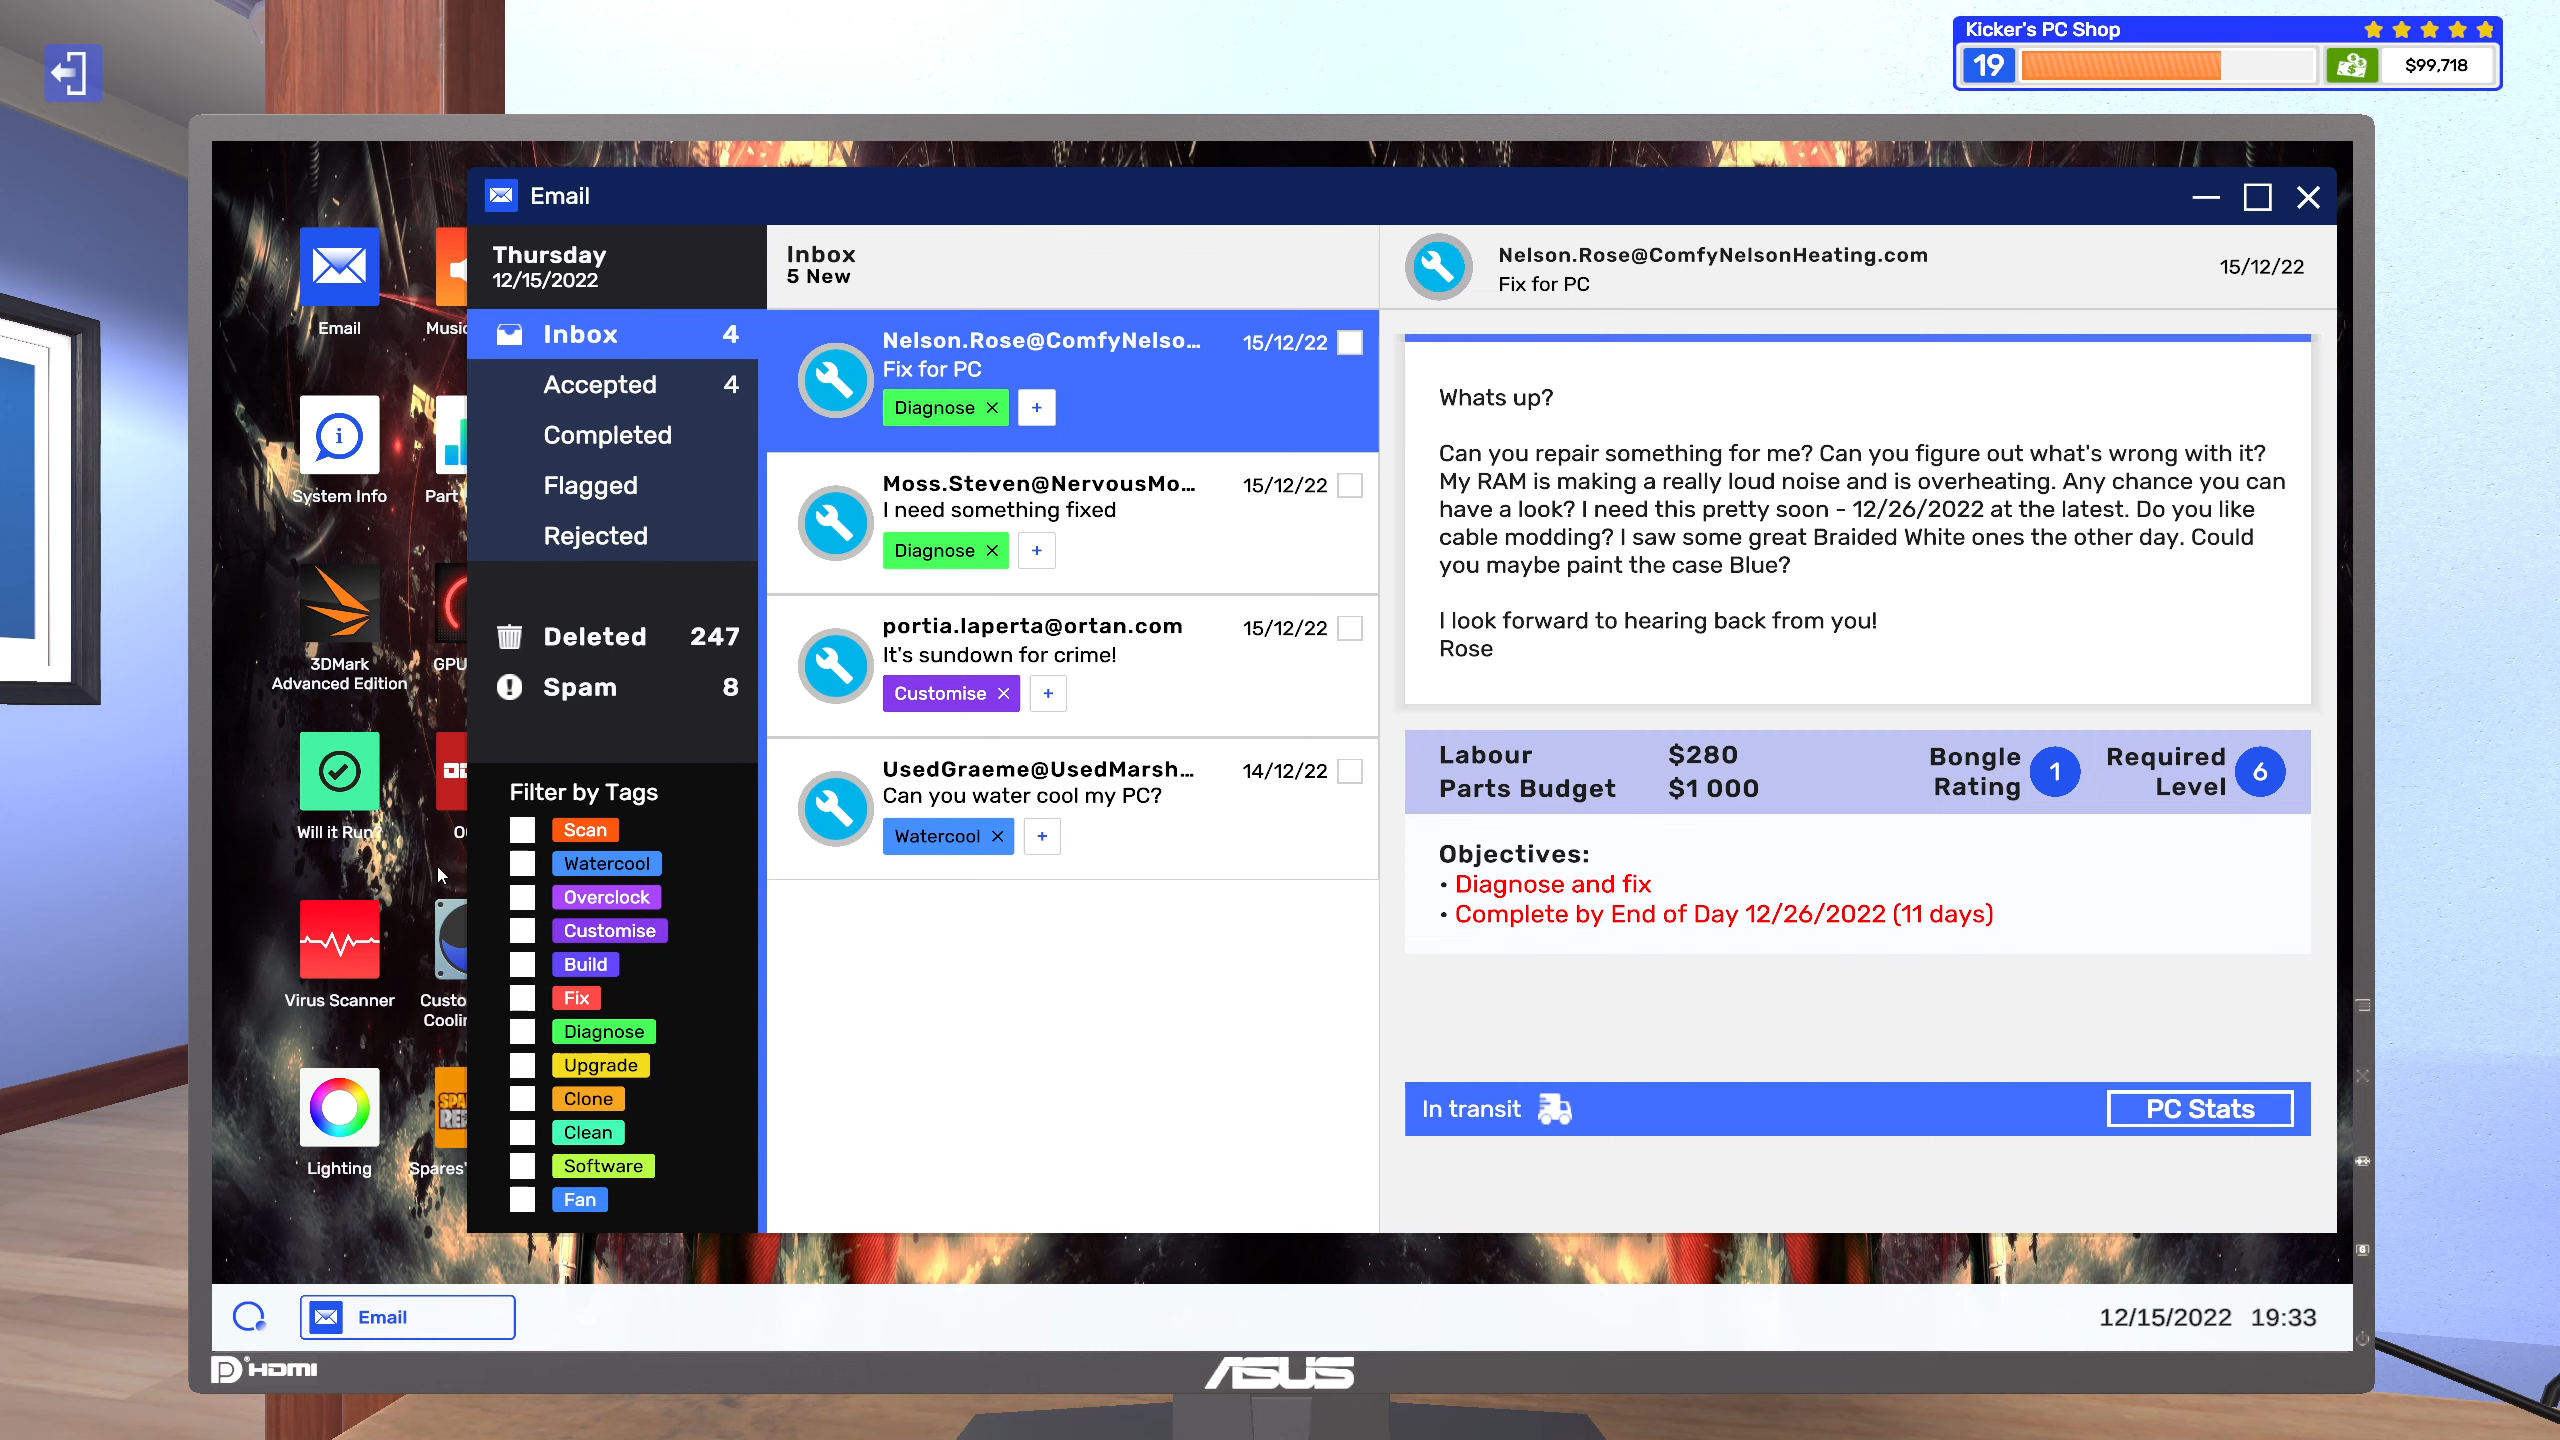 Kicker's PC Shop
19
$99,718
Email
Thursday
12/15/2022
Inbox
5 New
Nelson.Rose@ComfyNelsonHeating.com
Fix for PC
15/12/22
Inbox 4
Accepted 4
Completed
Flagged
Rejected
Deleted 247
Spam 8
Filter by Tags
Scan
Watercool
Overclock
Customise
Build
Fix
Diagnose
Upgrade
Clone
Clean
Software
Fan
Nelson.Rose@ComfyNelso... 15/12/22
Fix for PC
Diagnose × +
Moss.Steven@NervousMo... 15/12/22
I need something fixed
Diagnose × +
portia.laperta@ortan.com 15/12/22
It's sundown for crime!
Customise × +
UsedGraeme@UsedMarsh... 14/12/22
Can you water cool my PC?
Watercool × +
Whats up?
Can you repair something for me? Can you figure out what's wrong with it?
My RAM is making a really loud noise and is overheating. Any chance you can
have a look? I need this pretty soon - 12/26/2022 at the latest. Do you like
cable modding? I saw some great Braided White ones the other day. Could
you maybe paint the case Blue?
I look forward to hearing back from you!
Rose
Labour $280
Parts Budget $1 000
Bongle
Rating 1
Required
Level 6
Objectives:
• Diagnose and fix
• Complete by End of Day 12/26/2022 (11 days)
In transit
PC Stats
Email
Music
System Info
Part
3DMark
Advanced Edition
GPU
Will it Run?
Virus Scanner
Custo
Coolin
Lighting
Spares'
Email
12/15/2022 19:33
HDMI
ASUS